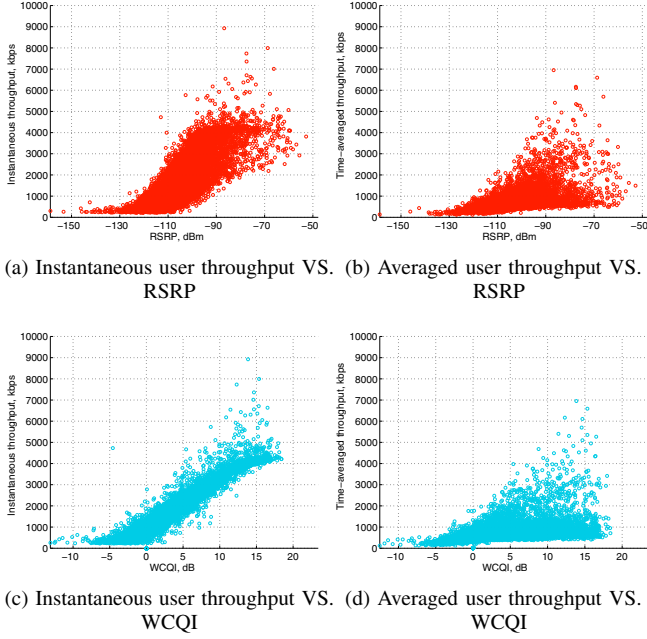 10000
9000
8000
7000
6000
5000
4000
3000
2000
1000
0
Instantaneous throughput, kbps
−150 −130 −110 −90 −70 −50
RSRP, dBm
10000
9000
8000
7000
6000
5000
4000
3000
2000
1000
0
Time−averaged throughput, kbps
−150 −130 −110 −90 −70 −50
RSRP, dBm
(a) Instantaneous user throughput VS.
RSRP
(b) Averaged user throughput VS.
RSRP
10000
9000
8000
7000
6000
5000
4000
3000
2000
1000
0
Instantaneous throughput, kbps
−10 −5 0 5 10 15 20
WCQI, dB
10000
9000
8000
7000
6000
5000
4000
3000
2000
1000
0
Time−averaged throughput, kbps
−10 −5 0 5 10 15 20
WCQI, dB
(c) Instantaneous user throughput VS.
WCQI
(d) Averaged user throughput VS.
WCQI